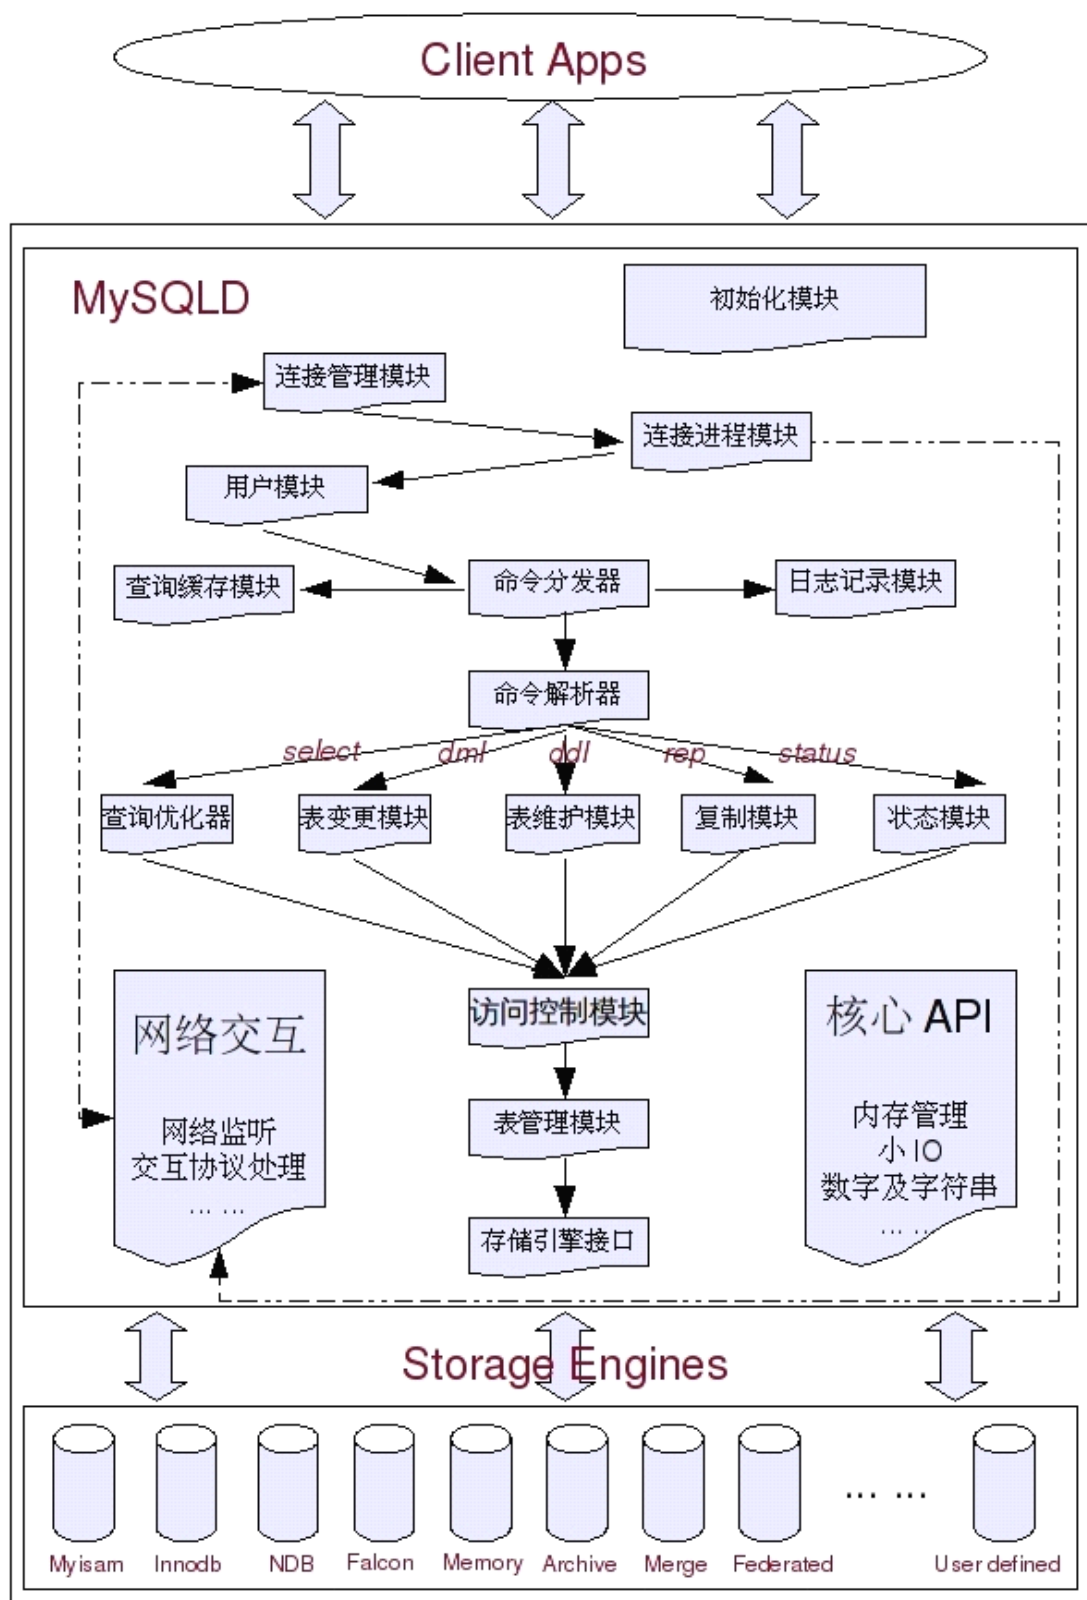 Client Apps
MySQLD
初始化模块
连接管理模块
连接进程模块
用户模块
查询缓存模块
命令分发器
日志记录模块
命令解析器
select
dml
ddl
rep
status
查询优化器
表变更模块
表维护模块
复制模块
状态模块
网络交互
网络监听
交互协议处理
... ...
访问控制模块
表管理模块
存储引擎接口
核心 API
内存管理
小 IO
数字及字符串
... ...
Storage Engines
... ...
Myisam
Innodb
NDB
Falcon
Memory
Archive
Merge
Federated
User defined